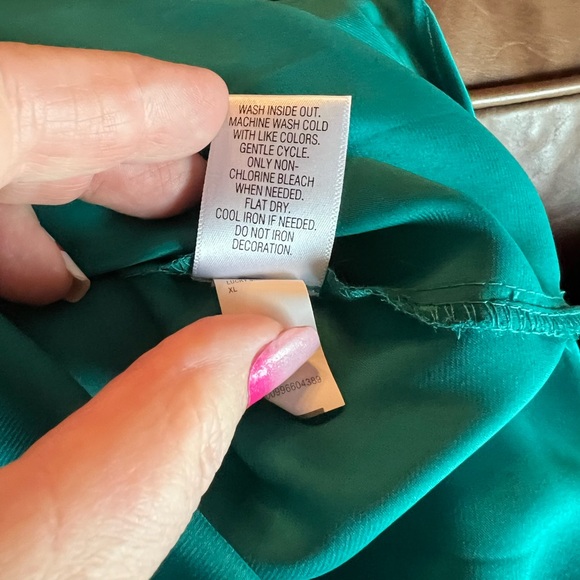 WASH INSIDE OUT.
MACHINE WASH COLD
WITH LIKE COLORS.
GENTLE CYCLE.
ONLY NON-
CHLORINE BLEACH
WHEN NEEDED.
FLAT DRY.
COOL IRON IF NEEDED.
DO NOT IRON
DECORATION.
XL